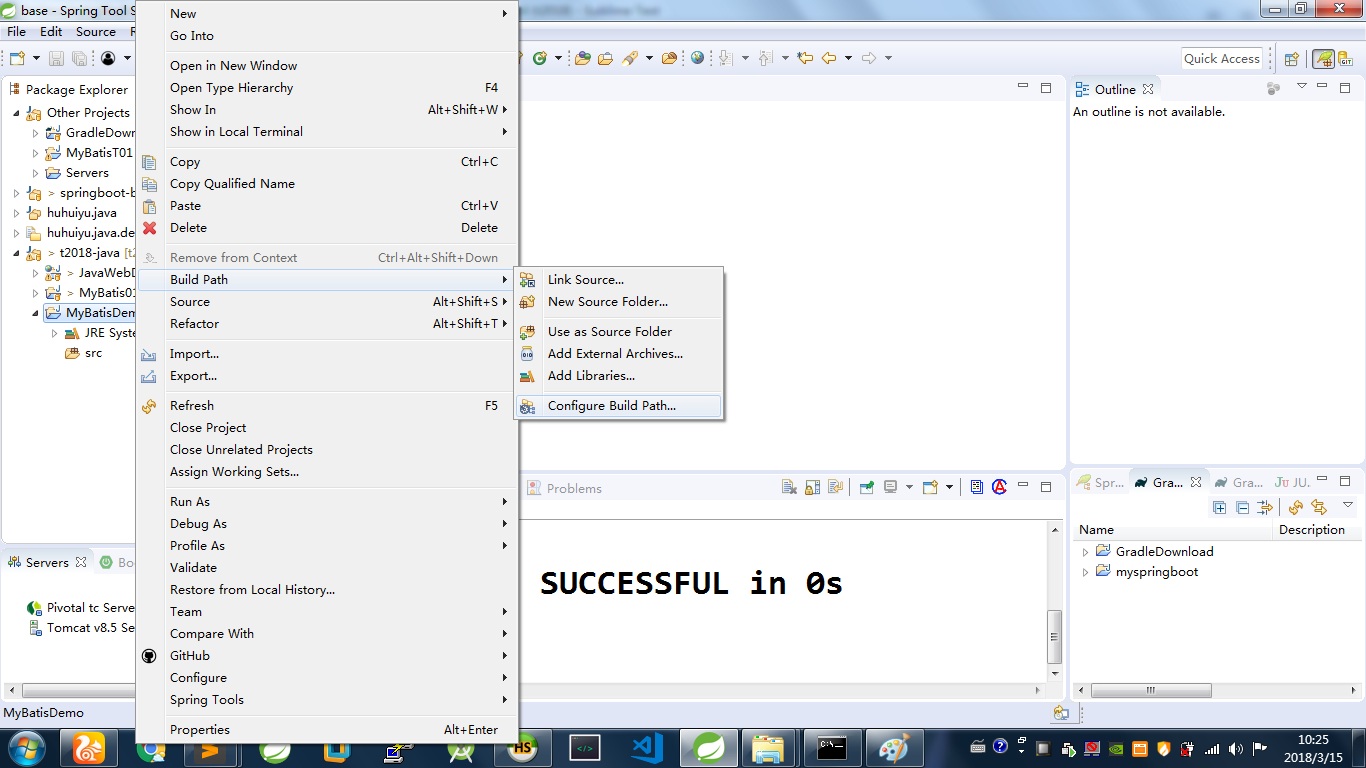 base - Spring Tool S
Sublime Text
File Edit Source R
Quick Access
Package Explorer
Other Projects
GradleDown
MyBatisT01
Servers
> springboot-b
huhuiyu.java
huhuiyu.java.de
> t2018-java [t2
> JavaWebD
> MyBatis01
MyBatisDem
JRE Syste
src
New
Go Into
Open in New Window
Open Type Hierarchy F4
Show In Alt+Shift+W
Show in Local Terminal
Copy Ctrl+C
Copy Qualified Name
Paste Ctrl+V
Delete Delete
Remove from Context Ctrl+Alt+Shift+Down
Build Path
Source Alt+Shift+S
Refactor Alt+Shift+T
Import...
Export...
Refresh F5
Close Project
Close Unrelated Projects
Assign Working Sets...
Run As
Debug As
Profile As
Validate
Restore from Local History...
Team
Compare With
GitHub
Configure
Spring Tools
Properties Alt+Enter
Link Source...
New Source Folder...
Use as Source Folder
Add External Archives...
Add Libraries...
Configure Build Path...
Outline
An outline is not available.
Problems
SUCCESSFUL in 0s
Spr... Gra... Gra... JU.
Name Description
GradleDownload
myspringboot
Servers Bo
Pivotal tc Serve
Tomcat v8.5 Se
MyBatisDemo
HS
10:25
2018/3/15